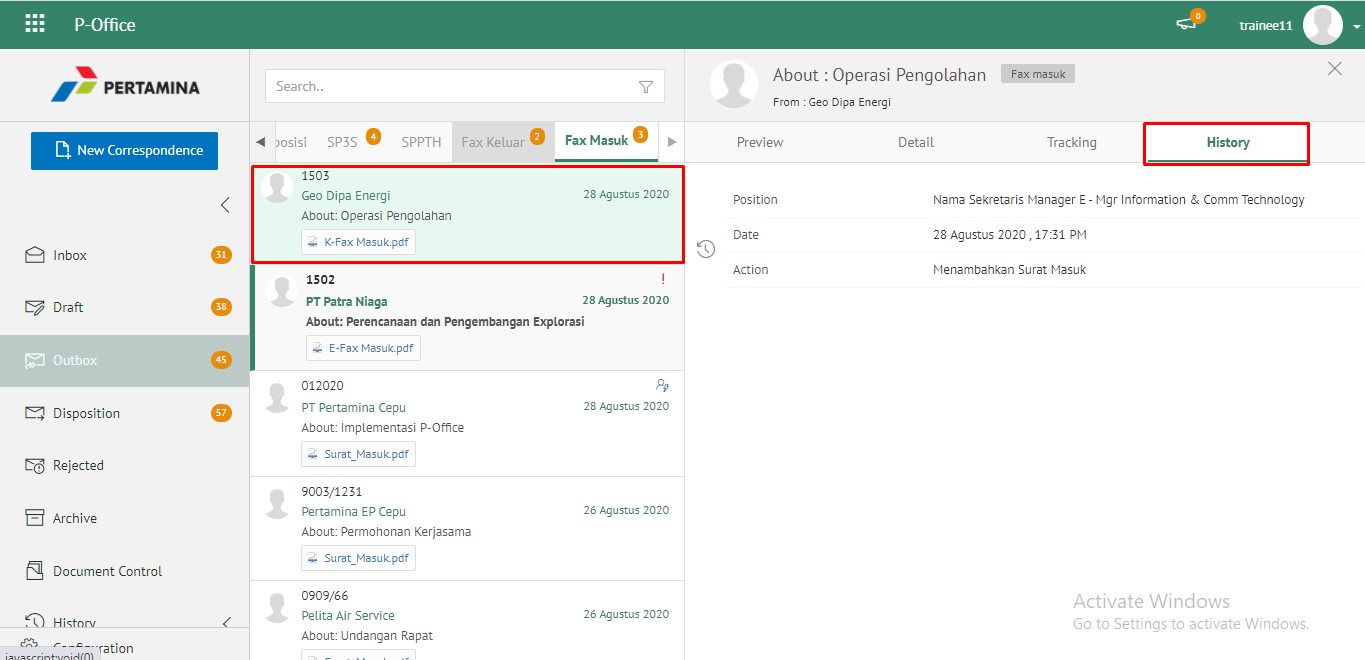 P-Office
0
trainee11
PERTAMINA
New Correspondence
Inbox
31
Draft
38
Outbox
45
Disposition
57
Rejected
Archive
Document Control
History
Configuration
javascript:void(0)
Search..
posisi
SP3S
4
SPPTH
Fax Keluar
2
Fax Masuk
3
1503
Geo Dipa Energi
28 Agustus 2020
About: Operasi Pengolahan
K-Fax Masuk.pdf
1502
!
PT Patra Niaga
28 Agustus 2020
About: Perencanaan dan Pengembangan Explorasi
E-Fax Masuk.pdf
012020
PT Pertamina Cepu
28 Agustus 2020
About: Implementasi P-Office
Surat_Masuk.pdf
9003/1231
Pertamina EP Cepu
26 Agustus 2020
About: Permohonan Kerjasama
Surat_Masuk.pdf
0909/66
Pelita Air Service
26 Agustus 2020
About: Undangan Rapat
Surat_Masuk.pdf
About : Operasi Pengolahan
Fax masuk
From : Geo Dipa Energi
Preview
Detail
Tracking
History
Position
Nama Sekretaris Manager E - Mgr Information & Comm Technology
Date
28 Agustus 2020 , 17:31 PM
Action
Menambahkan Surat Masuk
Activate Windows
Go to Settings to activate Windows.